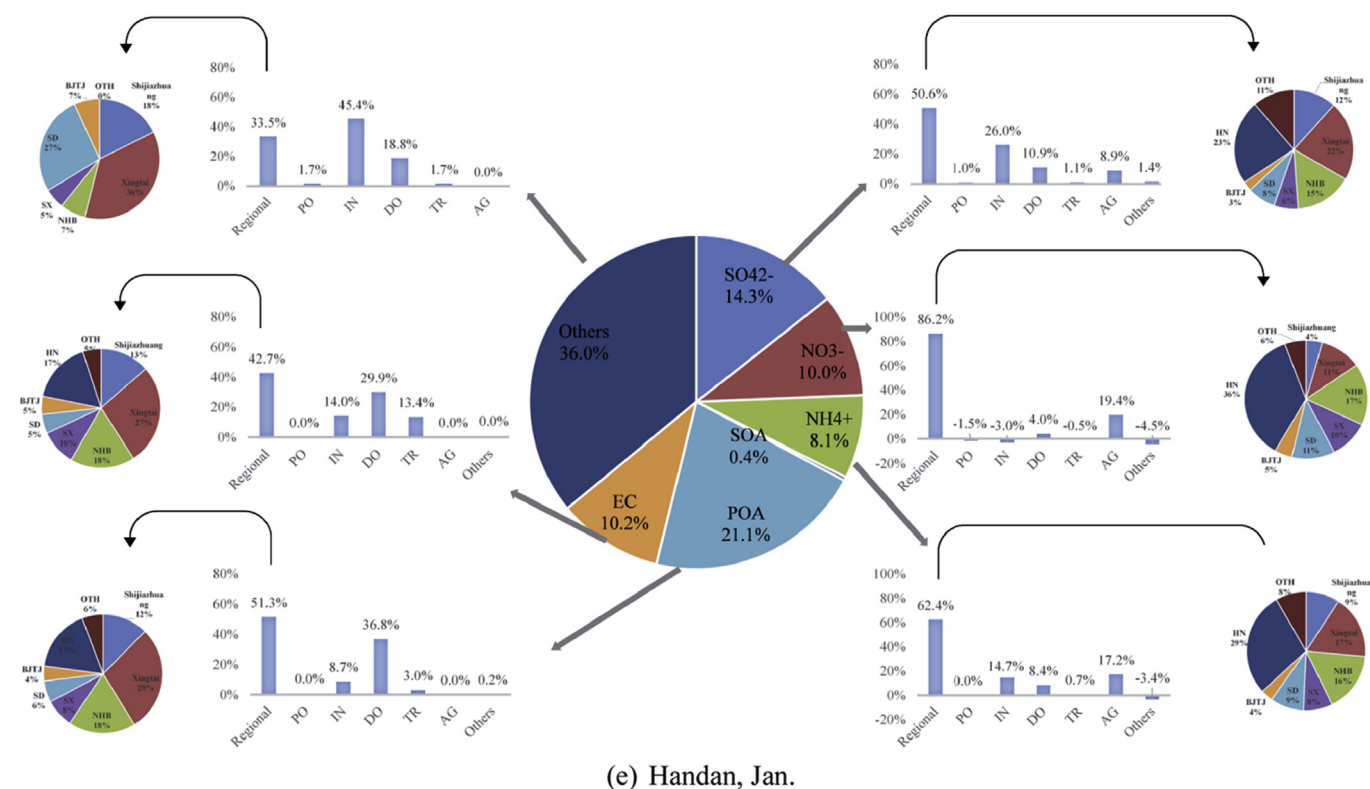 80%
60%
40%
20%
0%
33.5%
1.7%
45.4%
18.8%
1.7%
0.0%
Regional
PO
IN
DO
TR
AG
BJTJ
7%
OTH
0%
Shijiazhua
ng
18%
SD
27%
Xingtai
36%
SX
5%
NHB
7%
80%
60%
40%
20%
0%
50.6%
1.0%
26.0%
10.9%
1.1%
8.9%
1.4%
Regional
PO
IN
DO
TR
AG
Others
OTH
11%
Shijiazhua
ng
12%
HN
23%
Xingtai
22%
BJTJ
3%
SD
8%
SX
6%
NHB
15%
SO42-
14.3%
NO3-
10.0%
NH4+
8.1%
SOA
0.4%
POA
21.1%
EC
10.2%
Others
36.0%
80%
60%
40%
20%
0%
42.7%
0.0%
14.0%
29.9%
13.4%
0.0%
0.0%
Regional
PO
IN
DO
TR
AG
Others
OTH
5%
Shijiazhuang
13%
HN
17%
Xingtai
27%
BJTJ
5%
SD
5%
SX
10%
NHB
18%
100%
80%
60%
40%
20%
0%
-20%
86.2%
-1.5%
-3.0%
4.0%
-0.5%
19.4%
-4.5%
Regional
PO
IN
DO
TR
AG
Others
OTH
6%
Shijiazhuang
4%
Xingtai
11%
HN
36%
NHB
17%
SX
10%
SD
11%
BJTJ
5%
80%
60%
40%
20%
0%
51.3%
0.0%
8.7%
36.8%
3.0%
0.0%
0.2%
Regional
PO
IN
DO
TR
AG
Others
OTH
6%
Shijiazhua
ng
12%
HN
17%
Xingtai
29%
BJTJ
4%
SD
6%
SX
8%
NHB
18%
100%
80%
60%
40%
20%
0%
-20%
62.4%
0.0%
14.7%
8.4%
0.7%
17.2%
-3.4%
Regional
PO
IN
DO
TR
AG
Others
OTH
8%
Shijiazhua
ng
9%
HN
29%
Xingtai
17%
NHB
16%
SX
8%
SD
9%
BJTJ
4%
(e) Handan, Jan.